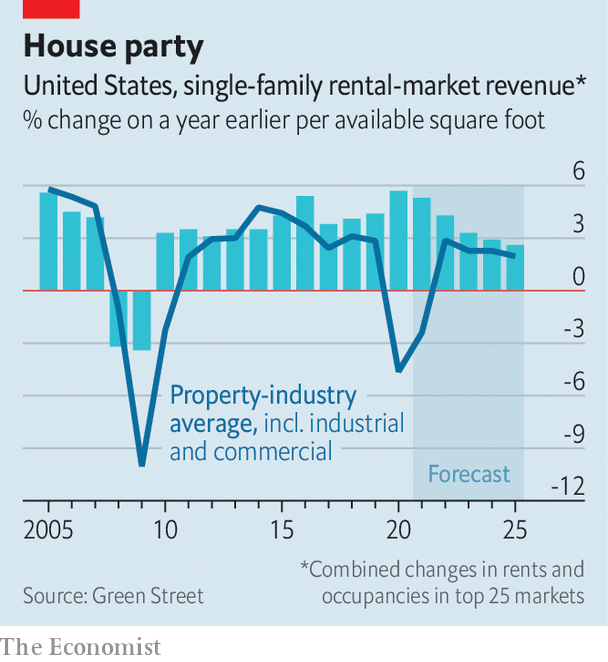 House party
United States, single-family rental-market revenue*
% change on a year earlier per available square foot
6
3
0
-3
-6
-9
-12
Property-industry
average, incl. industrial
and commercial
Forecast
2005 10 15 20 25
*Combined changes in rents and
Source: Green Street occupancies in top 25 markets
The Economist